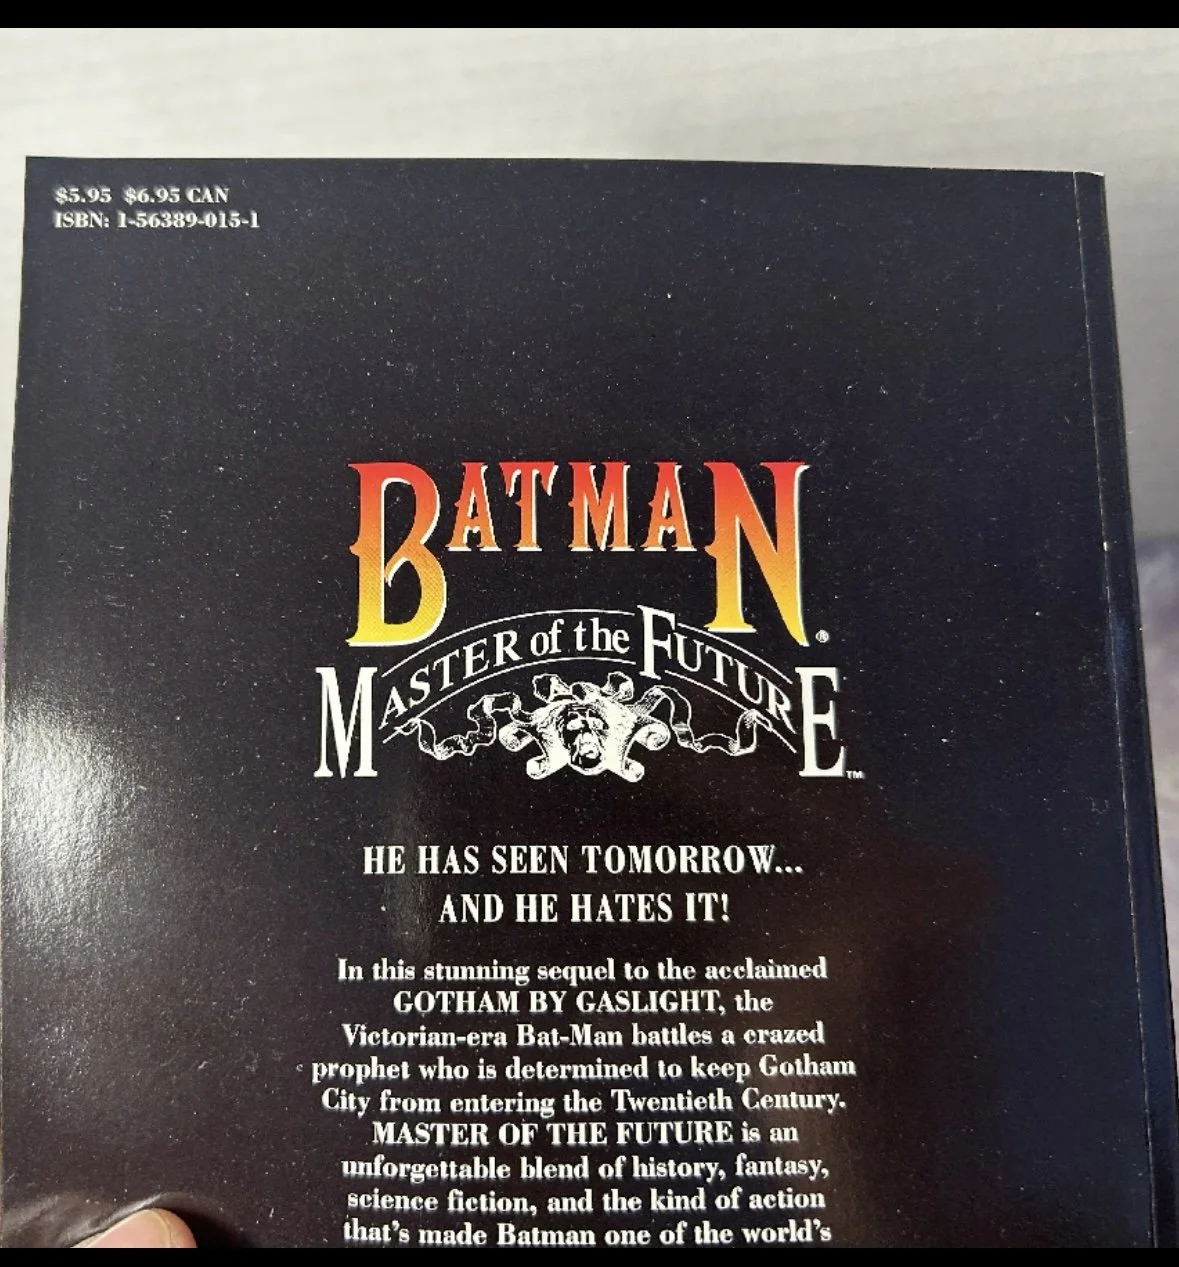 $5.95 $6.95 CAN
ISBN: 1-56389-015-1
BATMAN®
MASTER of the FUTURE™
HE HAS SEEN TOMORROW...
AND HE HATES IT!
In this stunning sequel to the acclaimed
GOTHAM BY GASLIGHT, the
Victorian-era Bat-Man battles a crazed
prophet who is determined to keep Gotham
City from entering the Twentieth Century.
MASTER OF THE FUTURE is an
unforgettable blend of history, fantasy,
science fiction, and the kind of action
that's made Batman one of the world's